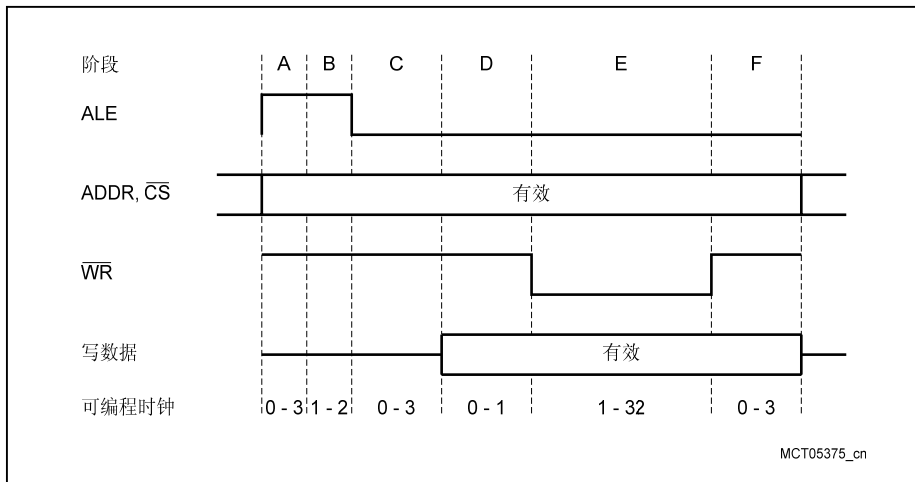 阶段 A B C D E F
ALE
ADDR, CS 有效
WR
写数据 有效
可编程时钟 0 - 3 1 - 2 0 - 3 0 - 1 1 - 32 0 - 3
MCT05375_cn